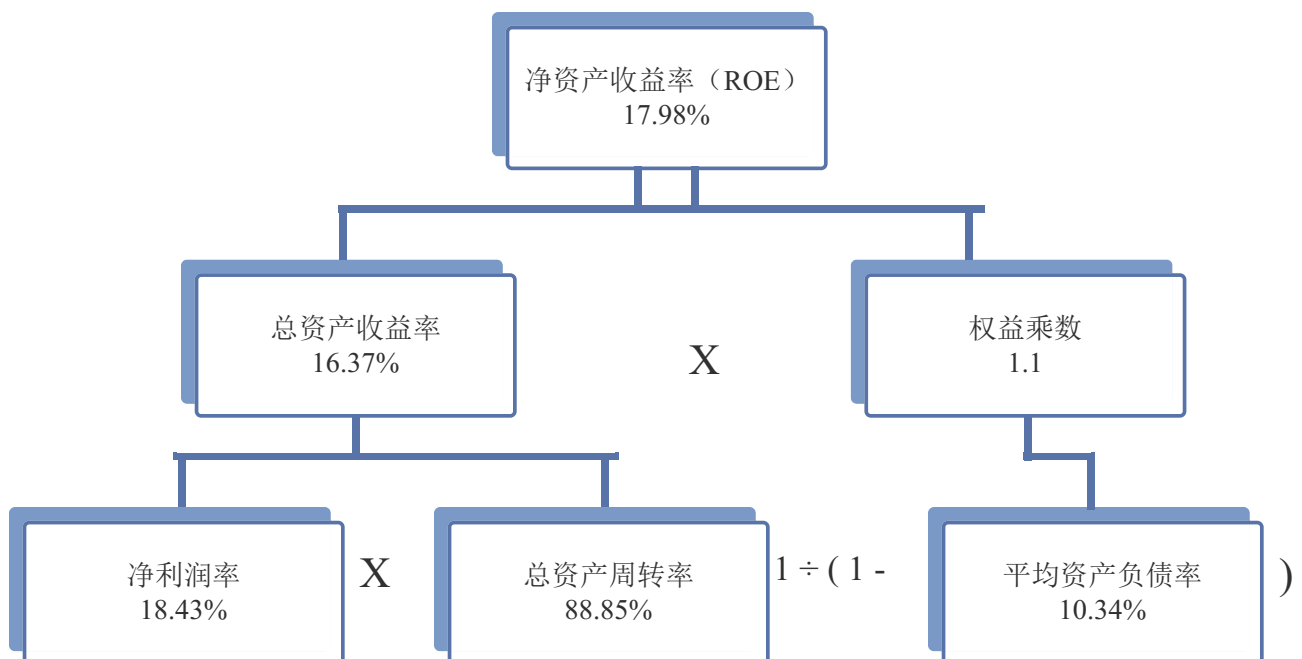 净资产收益率（ROE）
17.98%
总资产收益率
16.37%
X
权益乘数
1.1
净利润率
18.43%
X
总资产周转率
88.85%
1 ÷ ( 1 -
平均资产负债率
10.34%
)